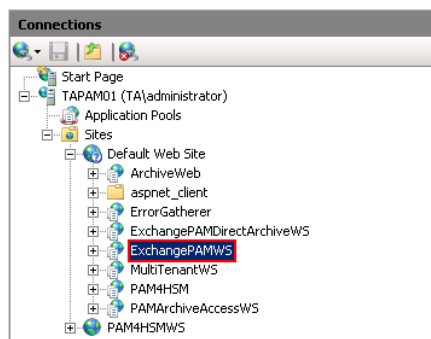 Connections
Start Page
TAPAM01 (TA\administrator)
Application Pools
Sites
Default Web Site
ArchiveWeb
aspnet_client
ErrorGatherer
ExchangePAMDirectArchiveWS
ExchangePAMWS
MultiTenantWS
PAM4HSM
PAMArchiveAccessWS
PAM4HSMWS